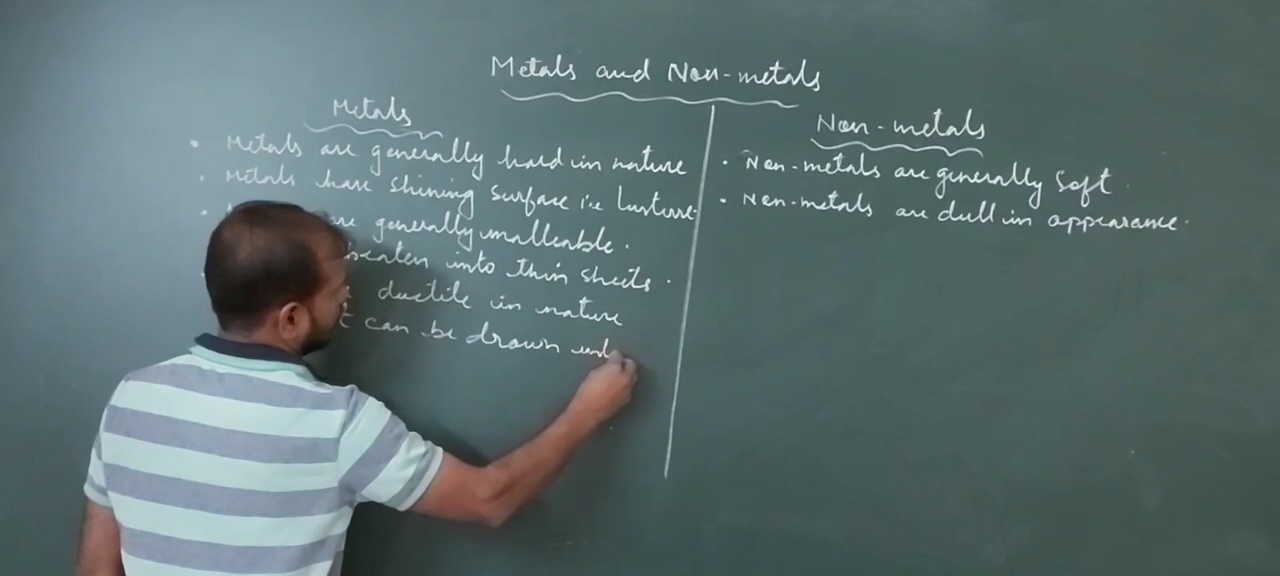 Metals and Non-metals
Metals
• Metals are generally hard in nature
• Metals have shining surface i.e lusture
are generally malleable.
beaten into thin sheets.
ductile in nature
can be drawn
Non-metals
• Non-metals are generally Soft.
• Non-metals are dull in appearance.